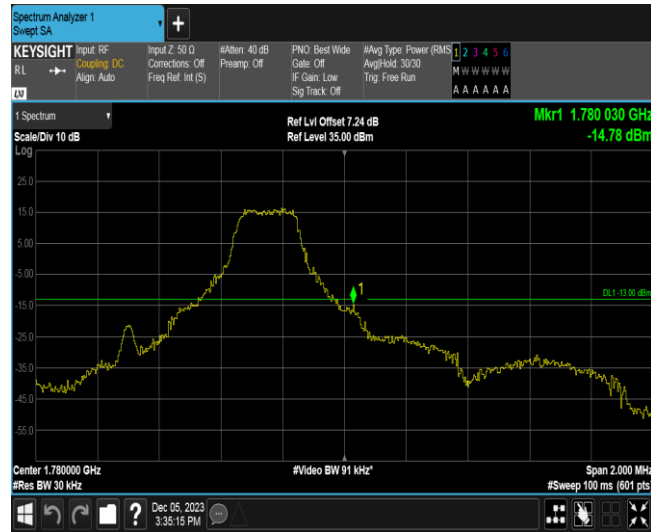 Spectrum Analyzer 1
Swept SA
KEYSIGHT Input: RF Input Z: 50 Ω #Atten: 40 dB PNO: Best Wide #Avg Type: Power (RMS 1 2 3 4 5 6
RL Coupling: DC Corrections: Off Preamp: Off Gate: Off Avg|Hold: 30/30 M W W W W W
Align: Auto Freq Ref: Int (S) IF Gain: Low Trig: Free Run
LXI Sig Track: Off A A A A A A
1 Spectrum Ref Lvl Offset 7.24 dB Mkr1 1.780 030 GHz
Scale/Div 10 dB Ref Level 35.00 dBm -14.78 dBm
Log
25.0
15.0
5.00
-5.00
1
DL1 -13.00 dBm
-15.0
-25.0
-35.0
-45.0
-55.0
Center 1.780000 GHz #Video BW 91 kHz* Span 2.000 MHz
#Res BW 30 kHz #Sweep 100 ms (601 pts)
? Dec 05, 2023
3:35:15 PM